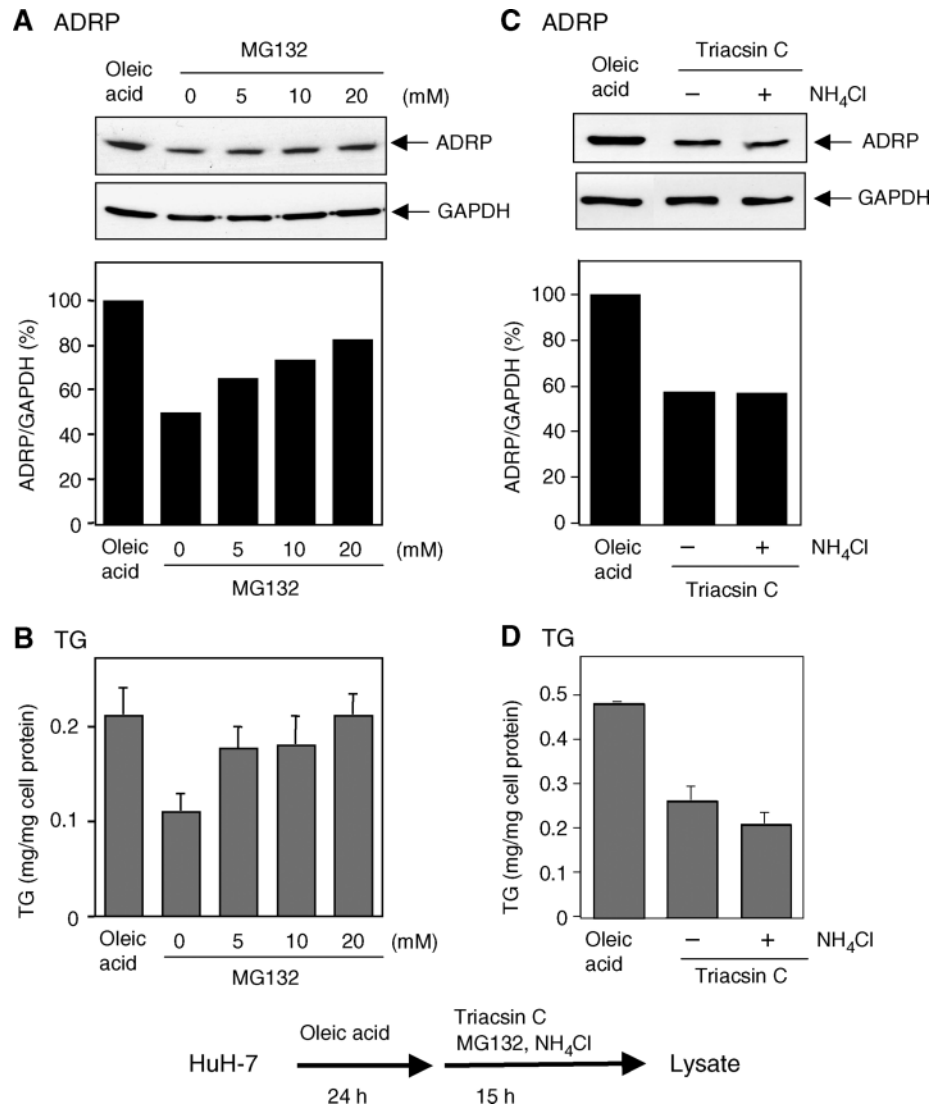 A ADRP
MG132
Oleic
acid
0 5 10 20 (mM)
ADRP
GAPDH
ADRP/GAPDH (%)
100
80
60
40
20
0
Oleic
acid
0 5 10 20 (mM)
MG132
B TG
TG (mg/mg cell protein)
0.2
0.1
0
Oleic
acid
0 5 10 20 (mM)
MG132
C ADRP
Triacsin C
Oleic
acid
– + NH₄Cl
ADRP
GAPDH
ADRP/GAPDH (%)
100
80
60
40
20
0
Oleic
acid
– + NH₄Cl
Triacsin C
D TG
TG (mg/mg cell protein)
0.5
0.4
0.3
0.2
0.1
0
Oleic
acid
– + NH₄Cl
Triacsin C
HuH-7
Oleic acid
24 h
Triacsin C
MG132, NH₄Cl
15 h
Lysate